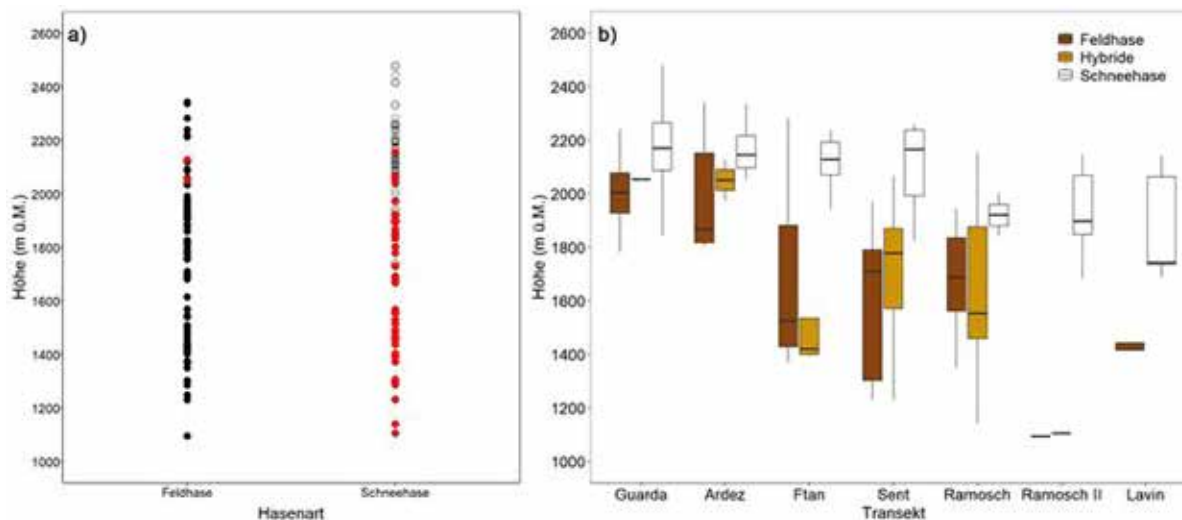 a)
2600
2400
2200
2000
1800
1600
1400
1200
1000
Höhe (m ü.M.)
Feldhase Schneehase
Hasenart
b)
Feldhase
Hybride
Schneehase
2600
2400
2200
2000
1800
1600
1400
1200
1000
Höhe (m ü.M.)
Guarda Ardez Ftan Sent Ramosch Ramosch II Lavin
Transekt